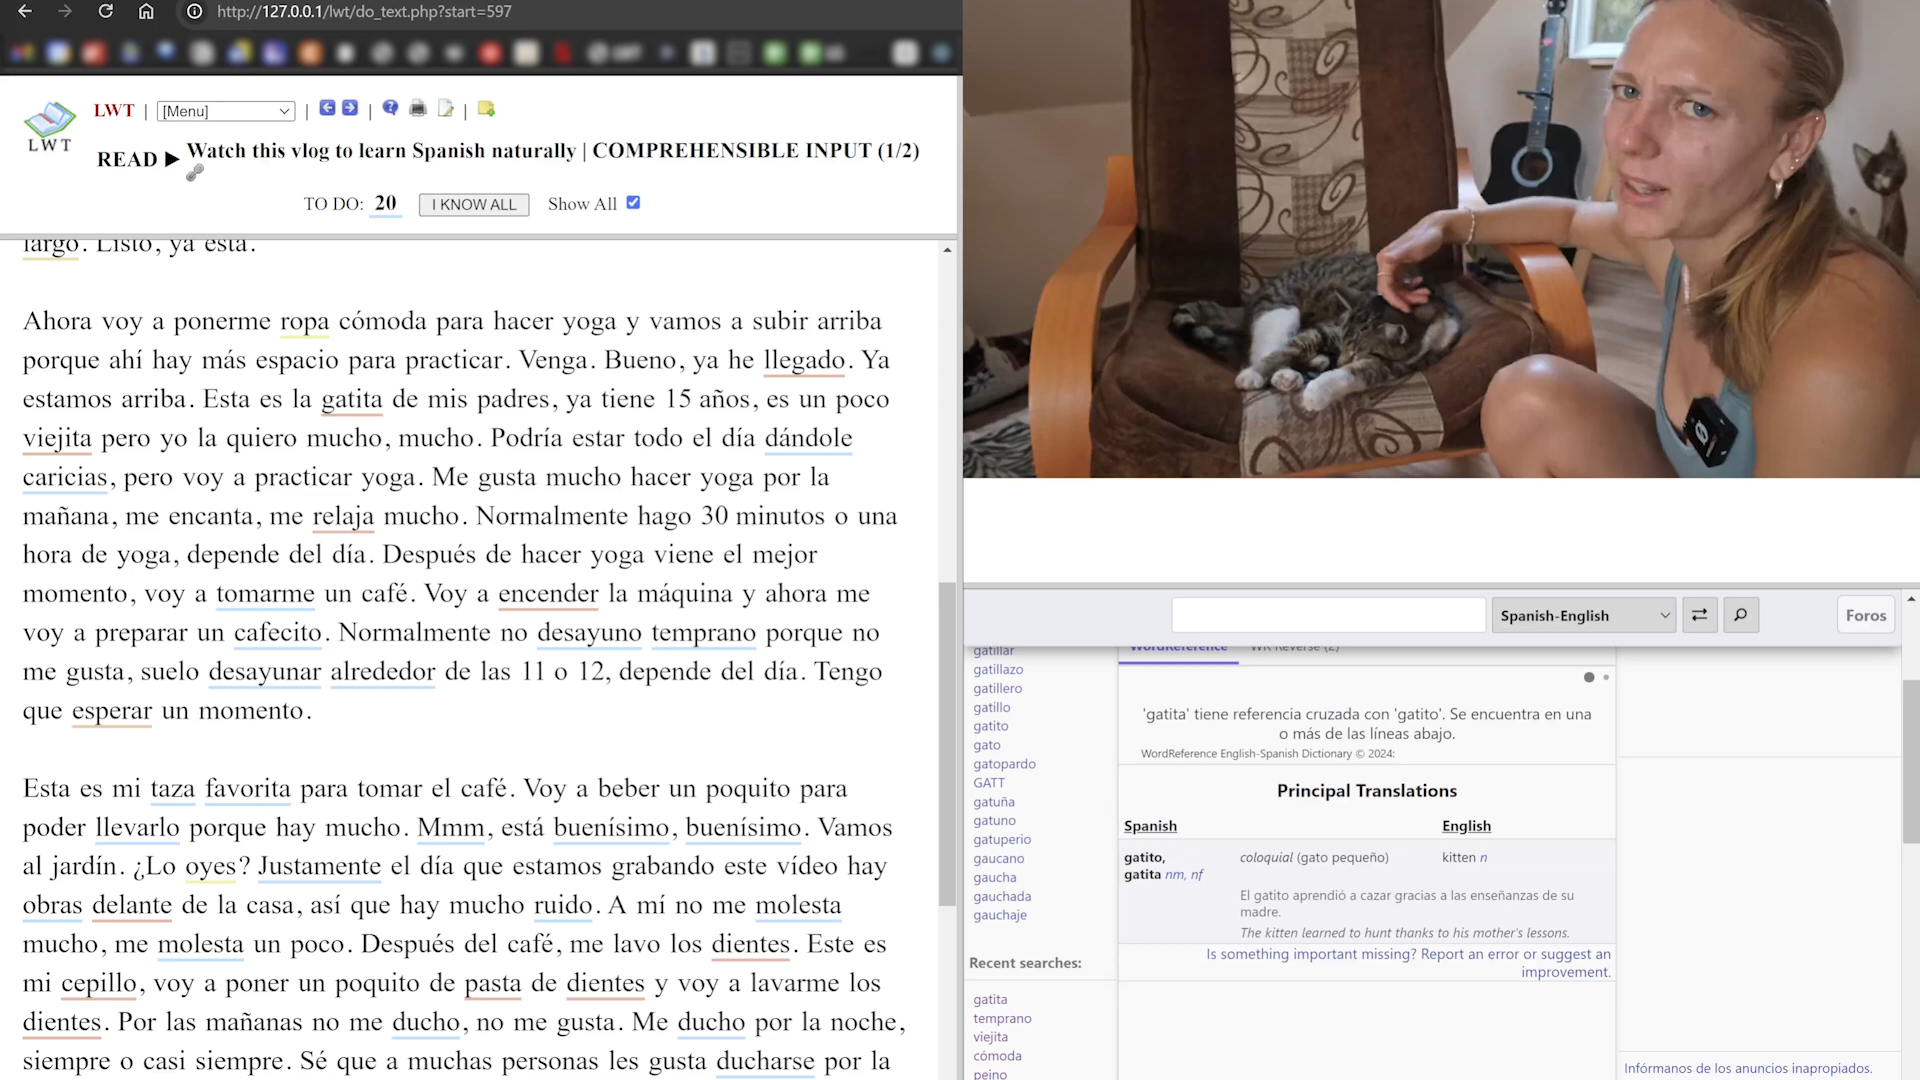 http://127.0.0.1/lwt/do_text.php?start=597
LWT | [Menu] | | |
LWT
READ ▶ Watch this vlog to learn Spanish naturally | COMPREHENSIBLE INPUT (1/2)
TO DO: 20 I KNOW ALL Show All
largo. Listo, ya está.
Ahora voy a ponerme ropa cómoda para hacer yoga y vamos a subir arriba
porque ahí hay más espacio para practicar. Venga. Bueno, ya he llegado. Ya
estamos arriba. Esta es la gatita de mis padres, ya tiene 15 años, es un poco
viejita pero yo la quiero mucho, mucho. Podría estar todo el día dándole
caricias, pero voy a practicar yoga. Me gusta mucho hacer yoga por la
mañana, me encanta, me relaja mucho. Normalmente hago 30 minutos o una
hora de yoga, depende del día. Después de hacer yoga viene el mejor
momento, voy a tomarme un café. Voy a encender la máquina y ahora me
voy a preparar un cafecito. Normalmente no desayuno temprano porque no
me gusta, suelo desayunar alrededor de las 11 o 12, depende del día. Tengo
que esperar un momento.
Esta es mi taza favorita para tomar el café. Voy a beber un poquito para
poder llevarlo porque hay mucho. Mmm, está buenísimo, buenísimo. Vamos
al jardín. ¿Lo oyes? Justamente el día que estamos grabando este vídeo hay
obras delante de la casa, así que hay mucho ruido. A mí no me molesta
mucho, me molesta un poco. Después del café, me lavo los dientes. Este es
mi cepillo, voy a poner un poquito de pasta de dientes y voy a lavarme los
dientes. Por las mañanas no me ducho, no me gusta. Me ducho por la noche,
siempre o casi siempre. Sé que a muchas personas les gusta ducharse por la
Spanish-English
Foros
gatillar
gatillazo
gatillero
gatillo
gatito
gato
gatopardo
GATT
gatuña
gatuno
gatuperio
gaucano
gaucha
gauchada
gauchaje
Recent searches:
gatita
temprano
viejita
cómoda
peino
WordReference WR Reverse (2)
'gatita' tiene referencia cruzada con 'gatito'. Se encuentra en una
o más de las líneas abajo.
WordReference English-Spanish Dictionary © 2024:
Principal Translations
Spanish English
gatito, coloquial (gato pequeño) kitten n
gatita nm, nf
El gatito aprendió a cazar gracias a las enseñanzas de su
madre.
The kitten learned to hunt thanks to his mother's lessons.
Is something important missing? Report an error or suggest an
improvement.
Infórmanos de los anuncios inapropiados.